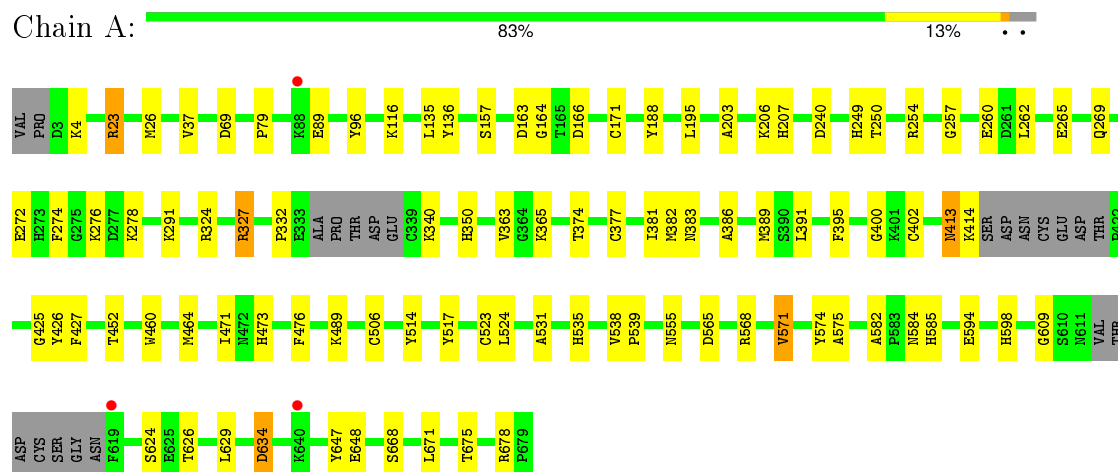 Chain A:
83% 13% • •
VAL PRO D3 K4 R23 M26 V37 D69 P79 K88 E89 Y96 K116 L135 Y136 S157 D163 G164 T165 D166 C171 Y188 L195 A203 K206 H207 D240 H249 T250 R254 G257 E260 D261 L262 E265 Q269
E272 H273 F274 G275 K276 D277 K278 K291 R324 R327 P332 E333 ALA PRO THR ASP GLU C339 K340 H350 V363 G364 K365 T374 C377 I381 M382 N383 A386 M389 S390 L391 F395 G400 K401 C402 N413 K414 SER ASP ASN CYS GLU ASP THR
G425 Y426 F427 T452 W460 M464 I471 N472 H473 F476 K489 C506 Y514 Y517 C523 L524 A531 H535 V538 P539 N555 D565 R568 V571 Y574 A575 A582 P583 N584 H585 E594 H598 G609 S610 N611 VAL THR
ASP CYS SER GLY ASN F619 S624 E625 T626 L629 D634 K640 Y647 E648 S668 L671 T675 R678 P679